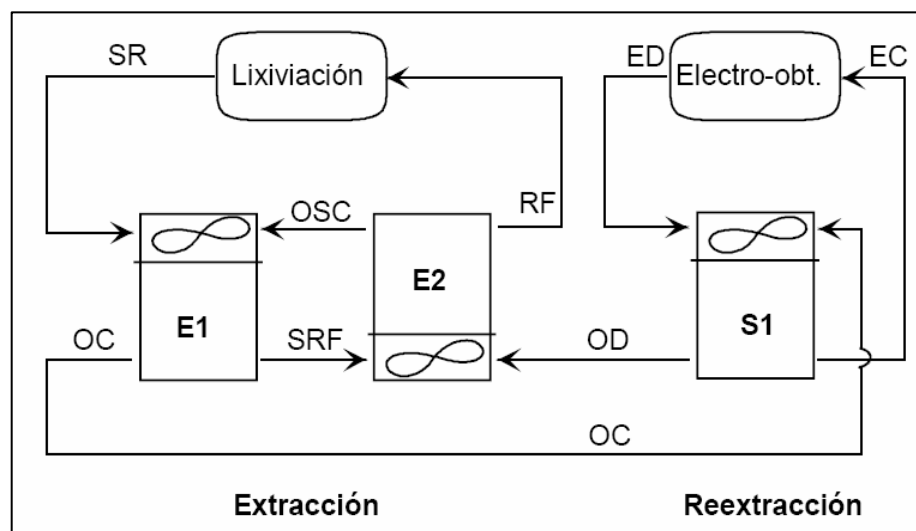 SR
Lixiviación
ED
Electro-obt.
EC
OSC
RF
E2
E1
S1
OC
SRF
OD
OC
Extracción
Reextracción